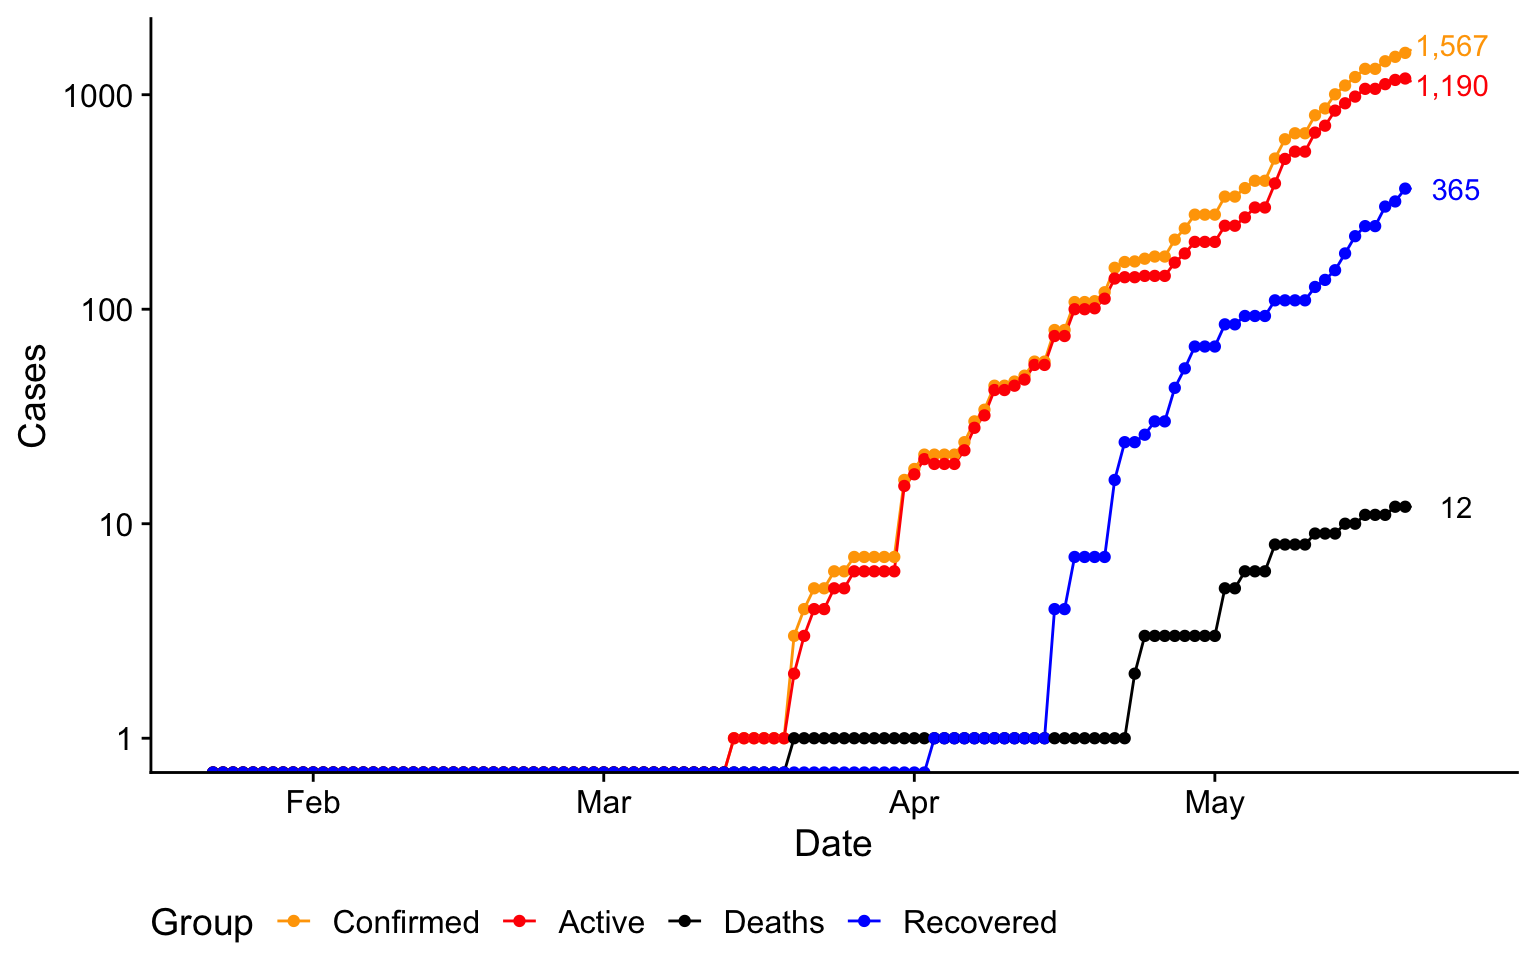 1,567
1000
1,190
365
100
Cases
10
12
1
Feb Mar Apr May
Date
Group Confirmed Active Deaths Recovered